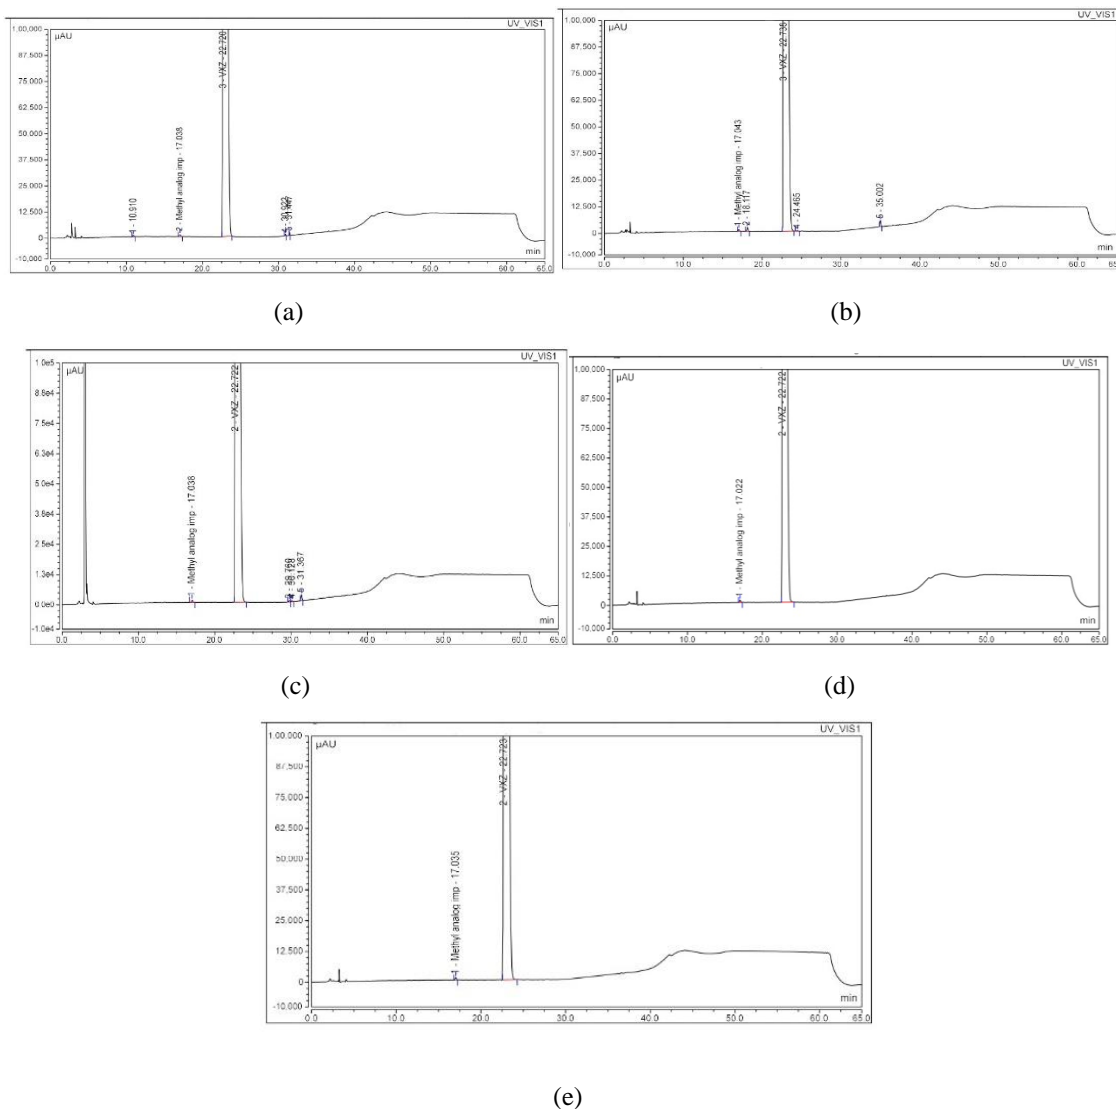 UV_VIS1
1,00,000
µAU
87,500
75,000
62,500
50,000
37,500
25,000
12,500
0
-10,000
1 - 10.910
2 - Methyl analog imp - 17.038
3 - VXZ - 22.720
min
0.0 10.0 20.0 30.0 40.0 50.0 65.0
(a)
UV_VIS1
100,000
µAU
87,500
75,000
62,500
50,000
37,500
25,000
12,500
0
-10,000
1 - Methyl analog imp - 17.043
2 - 18.117
3 - VXZ - 22.735
4 - 24.465
5 - 35.002
min
0.0 10.0 20.0 30.0 40.0 50.0 60.0
(b)
UV_VIS1
1.0e5
µAU
8.8e4
7.5e4
6.3e4
5.0e4
3.8e4
2.5e4
1.3e4
0.0e0
-1.0e4
1 - Methyl analog imp - 17.038
2 - VXZ - 22.722
5 - 31.367
min
0.0 10.0 20.0 30.0 40.0 50.0 65.0
(c)
UV_VIS1
100,000
µAU
87,500
75,000
62,500
50,000
37,500
25,000
12,500
0
-10,000
1 - Methyl analog imp - 17.022
2 - VXZ - 22.722
min
0.0 10.0 20.0 30.0 40.0 50.0 65.0
(d)
UV_VIS1
1,00,000
µAU
87,500
75,000
62,500
50,000
37,500
25,000
12,500
0
-10,000
1 - Methyl analog imp - 17.035
2 - VXZ - 22.723
min
0.0 10.0 20.0 30.0 40.0 50.0 60.0 65.0
(e)